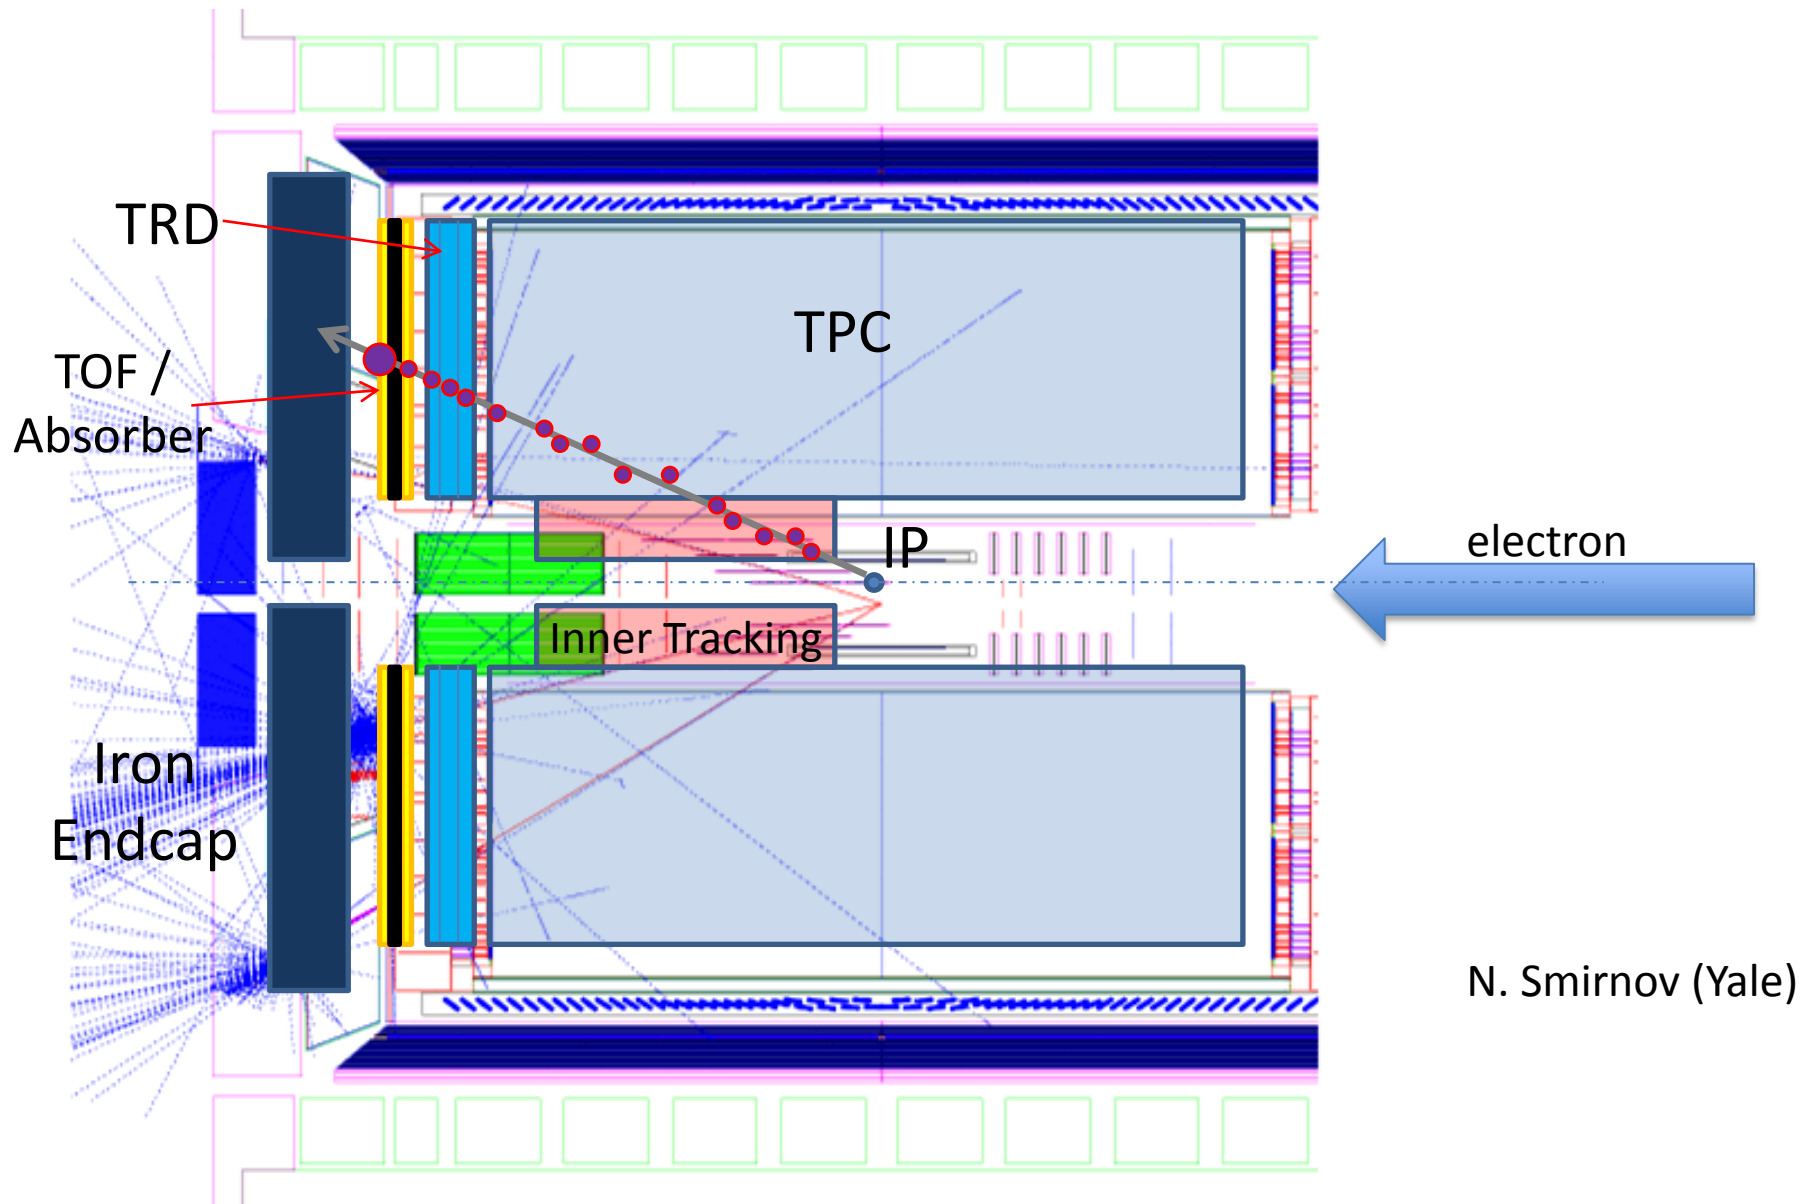 TRD
TPC
TOF /
Absorber
IP
electron
Inner Tracking
Iron
Endcap
N. Smirnov (Yale)